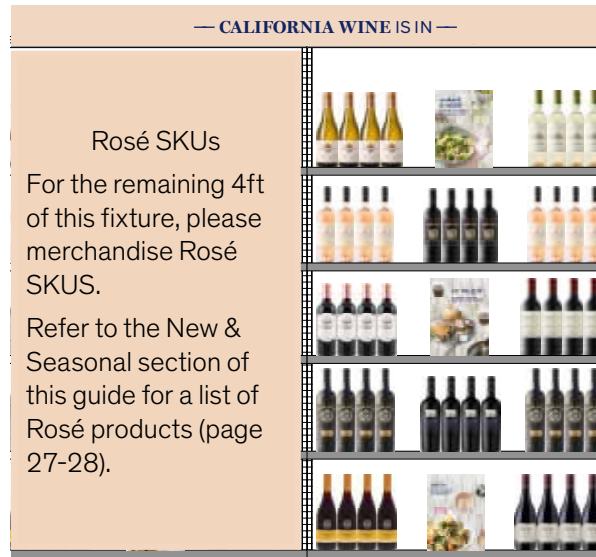 CALIFORNIA WINE IS IN
Rosé SKUs
For the remaining 4ft
of this fixture, please
merchandise Rosé
SKUS.
Refer to the New &
Seasonal section of
this guide for a list of
Rosé products (page
27-28).